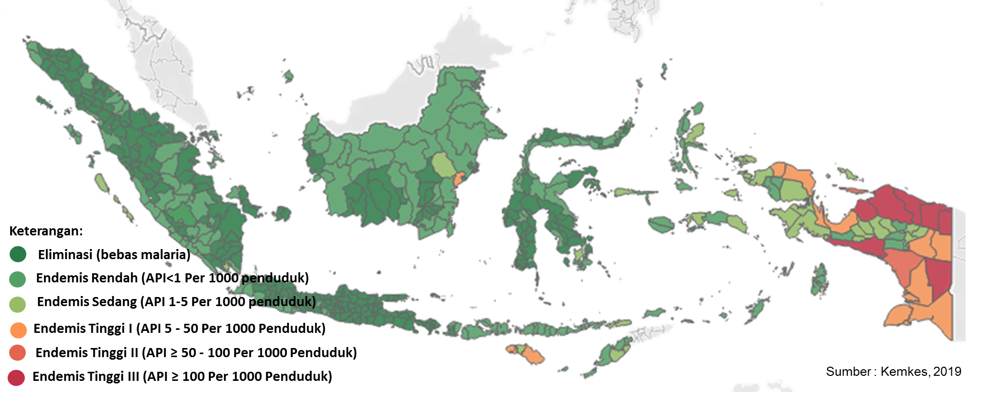 Keterangan:
Eliminasi (bebas malaria)
Endemis Rendah (API<1 Per 1000 penduduk)
Endemis Sedang (API 1-5 Per 1000 penduduk)
Endemis Tinggi I (API 5 - 50 Per 1000 Penduduk)
Endemis Tinggi II (API ≥ 50 - 100 Per 1000 Penduduk)
Endemis Tinggi III (API ≥ 100 Per 1000 Penduduk)
Sumber : Kemkes, 2019